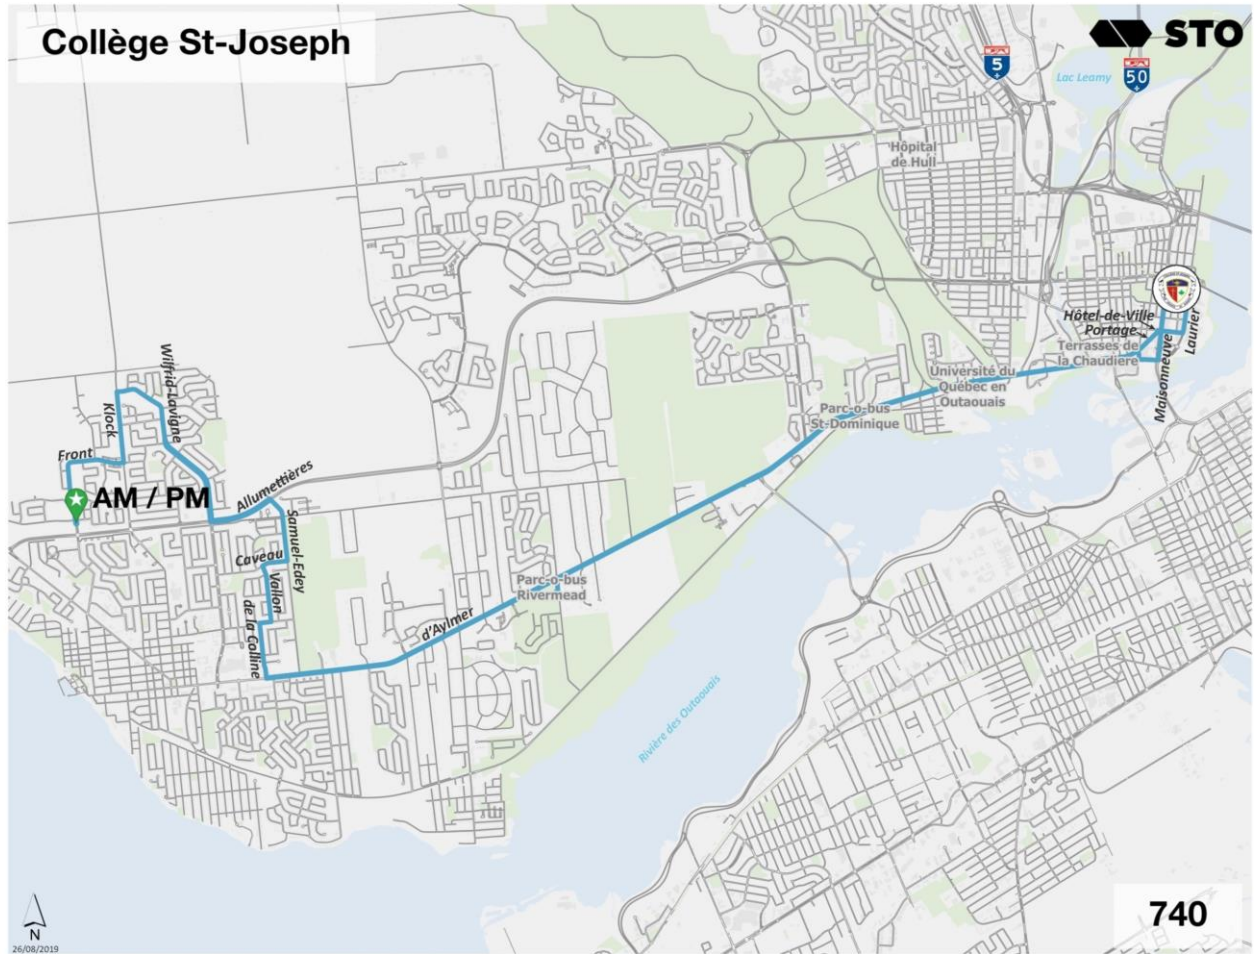 Collège St-Joseph
STO
5
50
Lac Leamy
Hôpital
de Hull
Hôtel-de-Ville
Portage
Terrasses de
la Chaudière
Laurier
Maisonneuve
Université du
Québec en
Outaouais
Parc-o-bus
St-Dominique
Wilfrid-Lavigne
Klock
Front
AM / PM
Allumettières
Samuel-Edey
Caveau
Vallon
de la Colline
Parc-o-bus
Rivermead
d'Aylmer
Rivière des Outaouais
N
26/08/2019
740